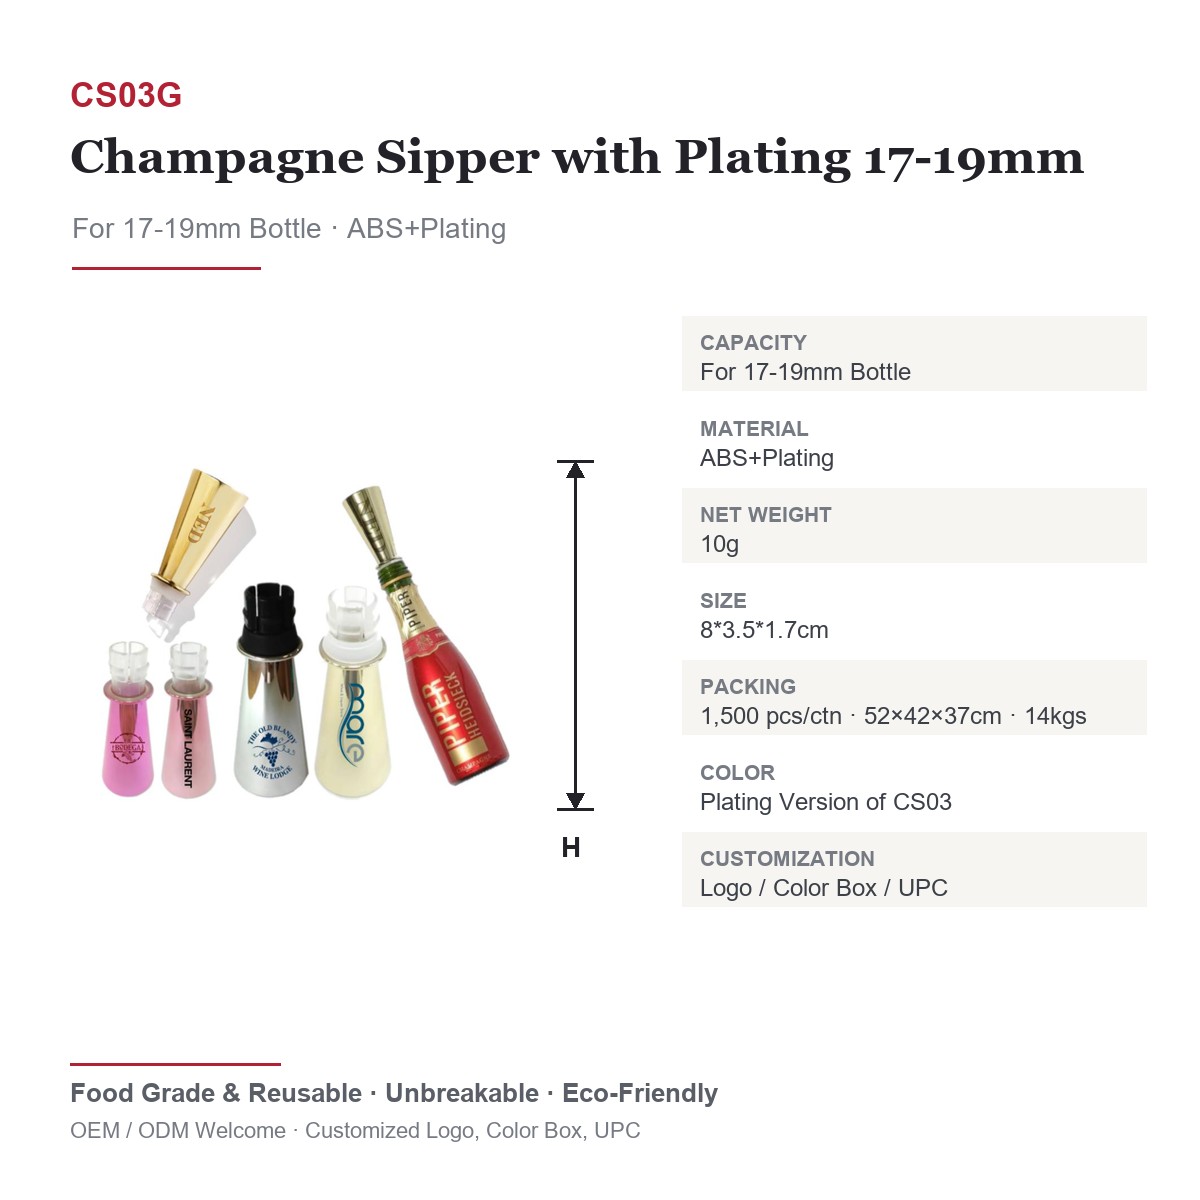 CS03G
Champagne Sipper with Plating 17-19mm
For 17-19mm Bottle · ABS+Plating
CAPACITY
For 17-19mm Bottle
MATERIAL
ABS+Plating
NET WEIGHT
10g
SIZE
8*3.5*1.7cm
PACKING
1,500 pcs/ctn · 52×42×37cm · 14kgs
COLOR
Plating Version of CS03
CUSTOMIZATION
Logo / Color Box / UPC
NED
PIPER
PIPER
HEIDSIECK
BODEGA
SAINT LAURENT
THE OLD BLANDY
MADEIRA
WINE LODGE
mare
H
Food Grade & Reusable · Unbreakable · Eco-Friendly
OEM / ODM Welcome · Customized Logo, Color Box, UPC